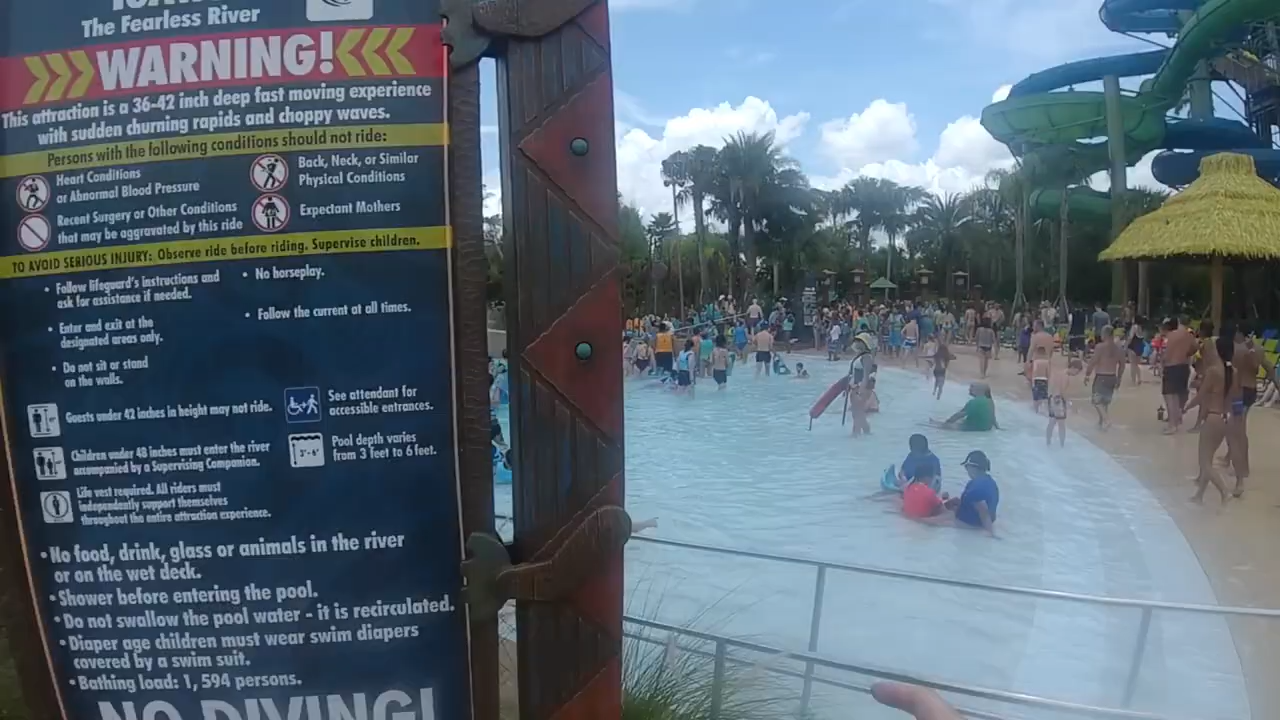 The Fearless River
WARNING!
This attraction is a 36-42 inch deep fast moving experience
with sudden churning rapids and choppy waves.
Persons with the following conditions should not ride:
Heart Conditions
or Abnormal Blood Pressure
Recent Surgery or Other Conditions
that may be aggravated by this ride
Back, Neck, or Similar
Physical Conditions
Expectant Mothers
TO AVOID SERIOUS INJURY: Observe ride before riding. Supervise children.
• Follow lifeguard's instructions and
ask for assistance if needed.
• Enter and exit at the
designated areas only.
• Do not sit or stand
on the walls.
• No horseplay.
• Follow the current at all times.
Guests under 42 inches in height may not ride.
Children under 48 inches must enter the river
accompanied by a Supervising Companion.
Life vest required. All riders must
independently support themselves
throughout the entire attraction experience.
See attendant for
accessible entrances.
3'-6'
Pool depth varies
from 3 feet to 6 feet.
• No food, drink, glass or animals in the river
or on the wet deck.
• Shower before entering the pool.
• Do not swallow the pool water - it is recirculated.
• Diaper age children must wear swim diapers
covered by a swim suit.
• Bathing load: 1, 594 persons.
NO DIVING!